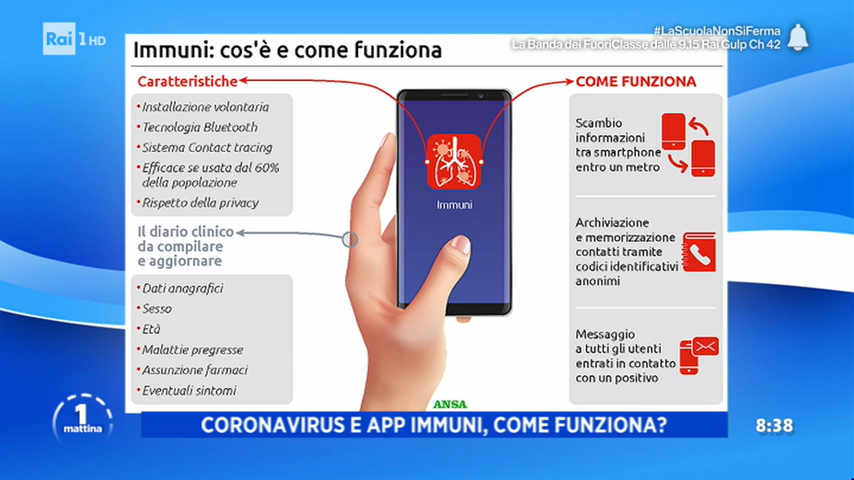 Rai 1 HD
#LaScuolaNonSiFerma
La Banda dei FuoriClasse dalle 9.15 Rai Gulp Ch 42
Immuni: cos'è e come funziona
Caratteristiche
• Installazione volontaria
• Tecnologia Bluetooth
• Sistema Contact tracing
• Efficace se usata dal 60%
della popolazione
• Rispetto della privacy
Il diario clinico
da compilare
e aggiornare
• Dati anagrafici
• Sesso
• Età
• Malattie pregresse
• Assunzione farmaci
• Eventuali sintomi
Immuni
COME FUNZIONA
Scambio
informazioni
tra smartphone
entro un metro
Archiviazione
e memorizzazione
contatti tramite
codici identificativi
anonimi
Messaggio
a tutti gli utenti
entrati in contatto
con un positivo
ANSA
1
mattina
CORONAVIRUS E APP IMMUNI, COME FUNZIONA?
8:38